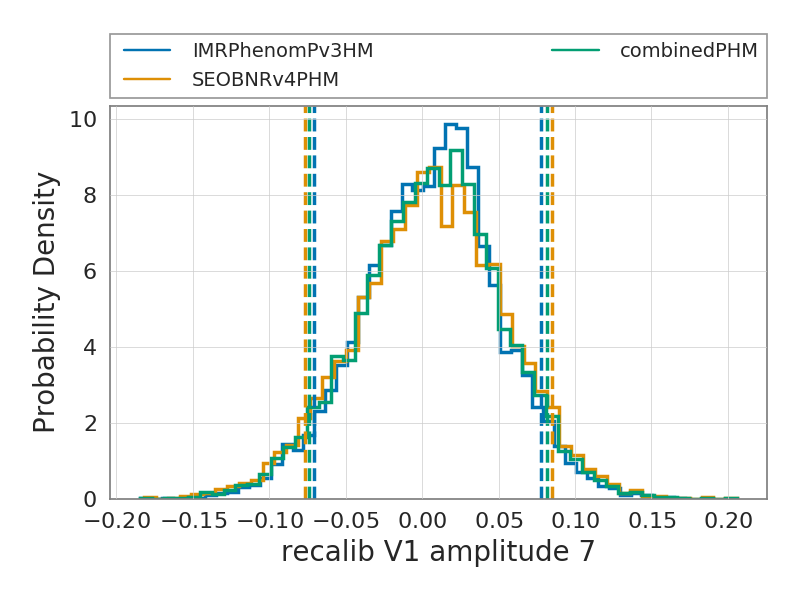 IMRPhenomPv3HM
SEOBNRv4PHM
combinedPHM
10
8
6
4
2
0
Probability Density
−0.20 −0.15 −0.10 −0.05 0.00 0.05 0.10 0.15 0.20
recalib V1 amplitude 7